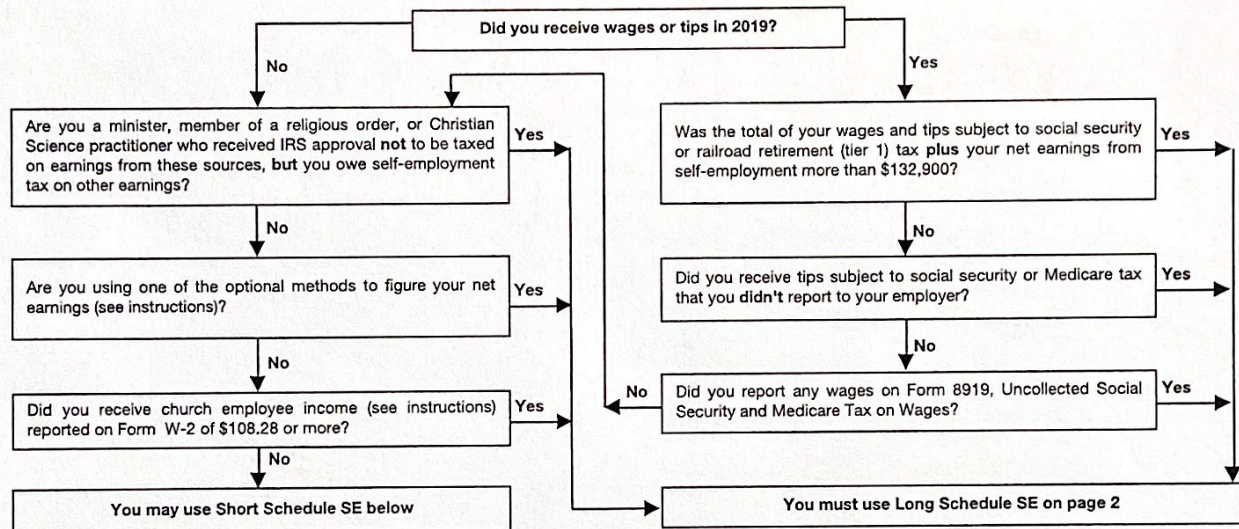 Did you receive wages or tips in 2019?
No
Yes
Are you a minister, member of a religious order, or Christian
Science practitioner who received IRS approval not to be taxed
on earnings from these sources, but you owe self-employment
tax on other earnings?
Yes
No
Are you using one of the optional methods to figure your net
earnings (see instructions)?
Yes
No
Did you receive church employee income (see instructions)
reported on Form W-2 of $108.28 or more?
Yes
No
You may use Short Schedule SE below
Was the total of your wages and tips subject to social security
or railroad retirement (tier 1) tax plus your net earnings from
self-employment more than $132,900?
Yes
No
Did you receive tips subject to social security or Medicare tax
that you didn't report to your employer?
Yes
No
No
Did you report any wages on Form 8919, Uncollected Social
Security and Medicare Tax on Wages?
Yes
You must use Long Schedule SE on page 2